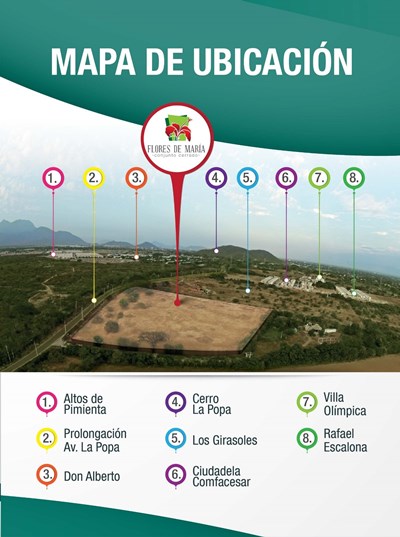 MAPA DE UBICACIÓN
FLORES DE MARÍA
CONJUNTO CERRADO
1. 2. 3. 4. 5. 6. 7. 8.
1. Altos de
Pimienta
2. Prolongación
Av. La Popa
3. Don Alberto
4. Cerro
La Popa
5. Los Girasoles
6. Ciudadela
Comfacesar
7. Villa
Olímpica
8. Rafael
Escalona